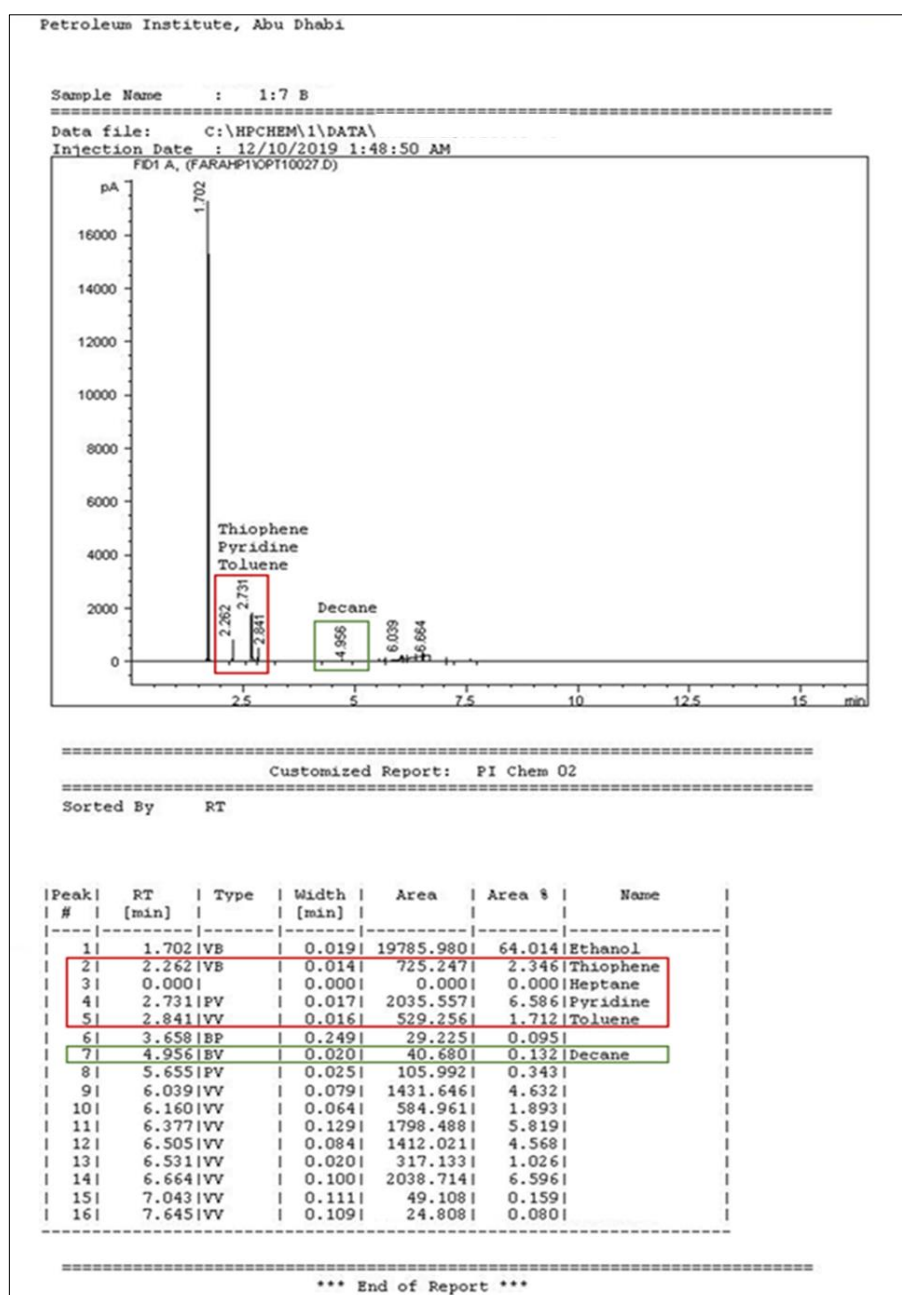 Petroleum Institute, Abu Dhabi
Sample Name : 1:7 B
==========================================================================
Data file: C:\HPCHEM\1\DATA\
Injection Date : 12/10/2019 1:48:50 AM
FID1 A, (FARAHP1\OPT10027.D)
pA
1.702
16000
14000
12000
10000
8000
6000
4000
2000
0
Thiophene
Pyridine
Toluene
2.262
2.731
2.841
Decane
4.956
6.039
6.664
2.5
5
7.5
10
12.5
15
min
==========================================================================
Customized Report: PI Chem 02
==========================================================================
Sorted By RT
|Peak| RT | Type | Width | Area | Area % | Name |
| # | [min] | | [min] | | | |
|----|---------|-------|-------|----------|--------|---------------|
| 1| 1.702|VB | 0.019| 19785.980| 64.014|Ethanol |
| 2| 2.262|VB | 0.014| 725.247| 2.346|Thiophene |
| 3| 0.000| | 0.000| 0.000| 0.000|Heptane |
| 4| 2.731|PV | 0.017| 2035.557| 6.586|Pyridine |
| 5| 2.841|VV | 0.016| 529.256| 1.712|Toluene |
| 6| 3.658|BP | 0.249| 29.225| 0.095| |
| 7| 4.956|BV | 0.020| 40.680| 0.132|Decane |
| 8| 5.655|PV | 0.025| 105.992| 0.343| |
| 9| 6.039|VV | 0.079| 1431.646| 4.632| |
| 10| 6.160|VV | 0.064| 584.961| 1.893| |
| 11| 6.377|VV | 0.129| 1798.488| 5.819| |
| 12| 6.505|VV | 0.084| 1412.021| 4.568| |
| 13| 6.531|VV | 0.020| 317.133| 1.026| |
| 14| 6.664|VV | 0.100| 2038.714| 6.596| |
| 15| 7.043|VV | 0.111| 49.108| 0.159| |
| 16| 7.645|VV | 0.109| 24.808| 0.080| |
--------------------------------------------------------------------
==========================================================================
*** End of Report ***